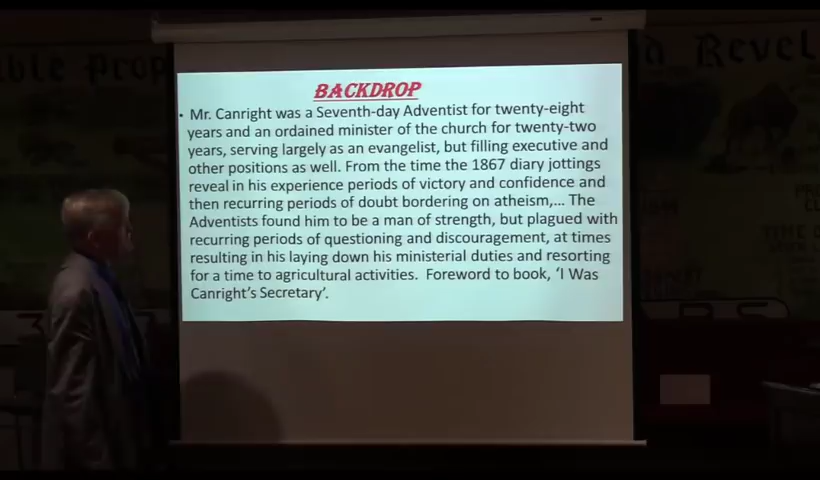 ble Prop
d Revel
BACKDROP
• Mr. Canright was a Seventh-day Adventist for twenty-eight
years and an ordained minister of the church for twenty-two
years, serving largely as an evangelist, but filling executive and
other positions as well. From the time the 1867 diary jottings
reveal in his experience periods of victory and confidence and
then recurring periods of doubt bordering on atheism,... The
Adventists found him to be a man of strength, but plagued with
recurring periods of questioning and discouragement, at times
resulting in his laying down his ministerial duties and resorting
for a time to agricultural activities.  Foreword to book, ‘I Was
Canright’s Secretary’.